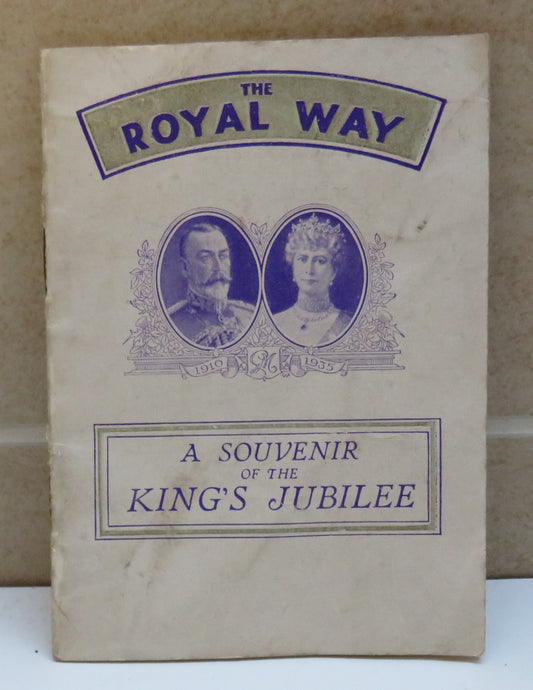 THE
ROYAL WAY
1910 1935
A SOUVENIR
OF THE
KING'S JUBILEE